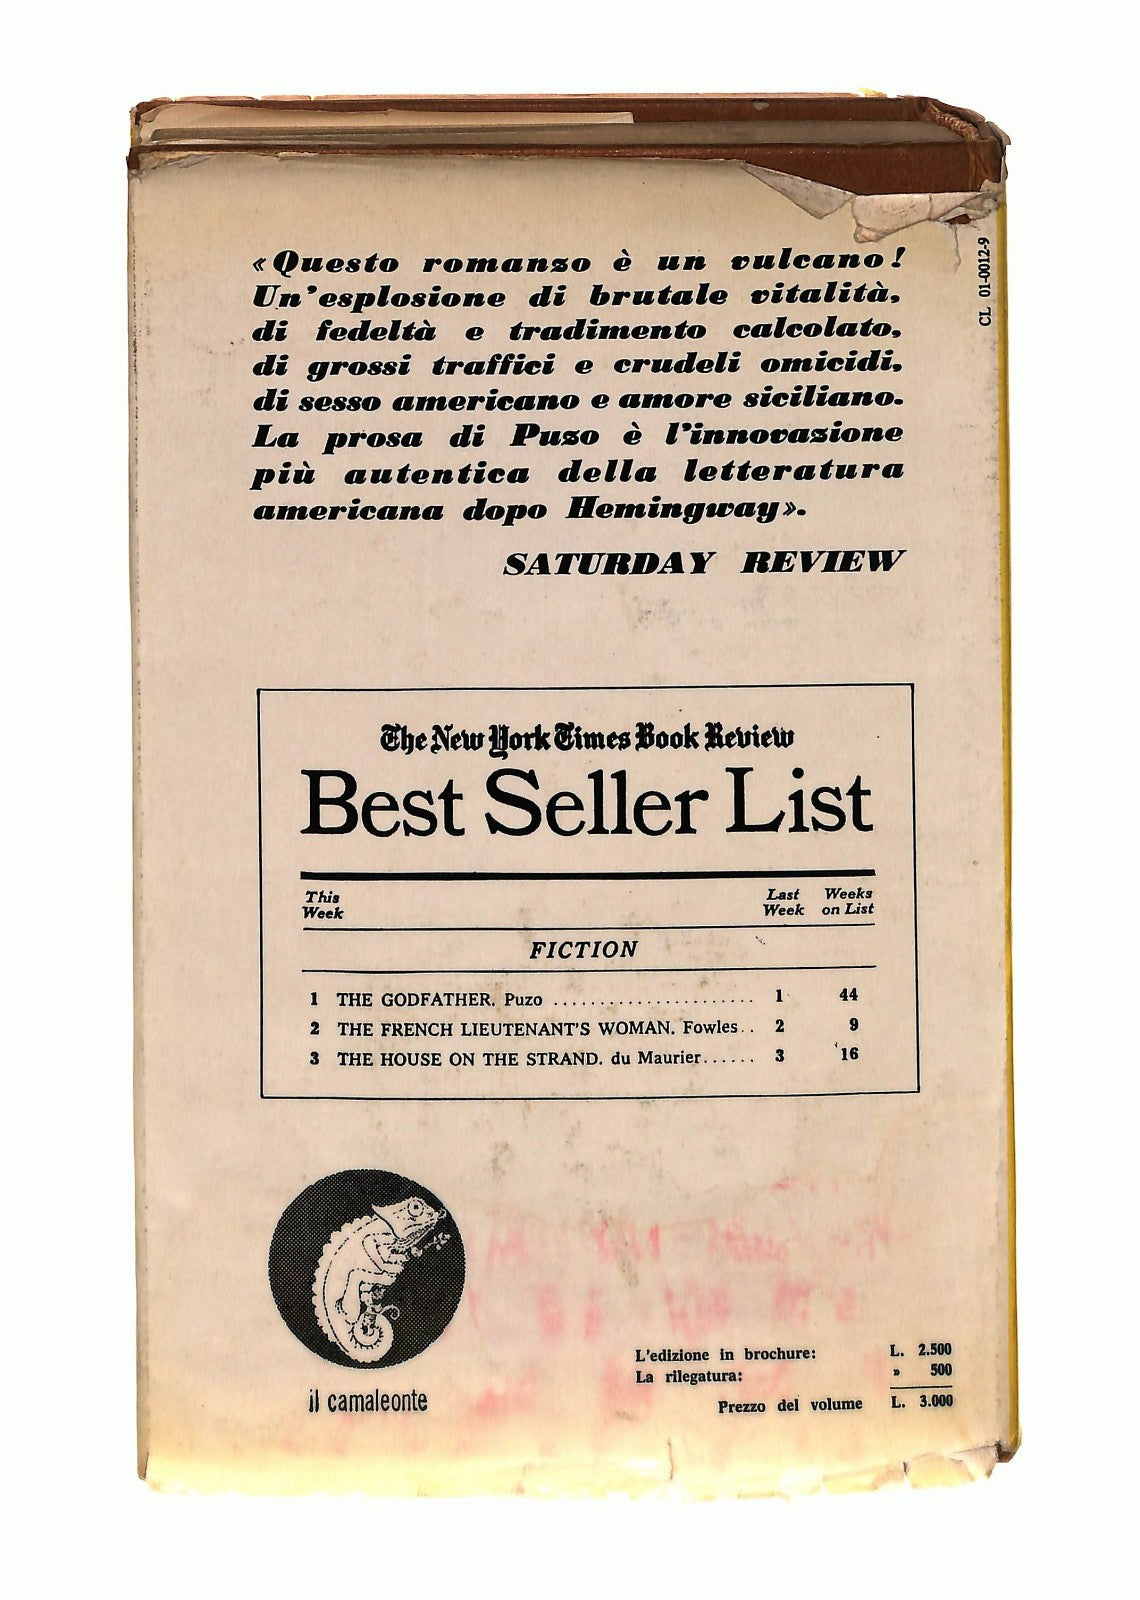 «Questo romanzo è un vulcano!
Un'esplosione di brutale vitalità,
di fedeltà e tradimento calcolato,
di grossi traffici e crudeli omicidi,
di sesso americano e amore siciliano.
La prosa di Puzo è l'innovazione
più autentica della letteratura
americana dopo Hemingway».
SATURDAY REVIEW
CL 01-0012-9
The New York Times Book Review
Best Seller List
This Week Last Week Weeks on List
FICTION
1 THE GODFATHER. Puzo ...................... 1 44
2 THE FRENCH LIEUTENANT'S WOMAN. Fowles.. 2 9
3 THE HOUSE ON THE STRAND. du Maurier...... 3 16
il camaleonte
L'edizione in brochure: L. 2.500
La rilegatura: » 500
Prezzo del volume L. 3.000